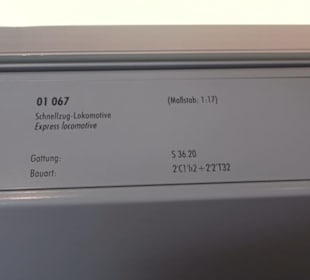 01 067 (Maßstab: 1:17)
Schnellzug-Lokomotive
Express locomotive
Gattung: S 36.20
Bauart: 2'C1'h2 + 2'2'T32